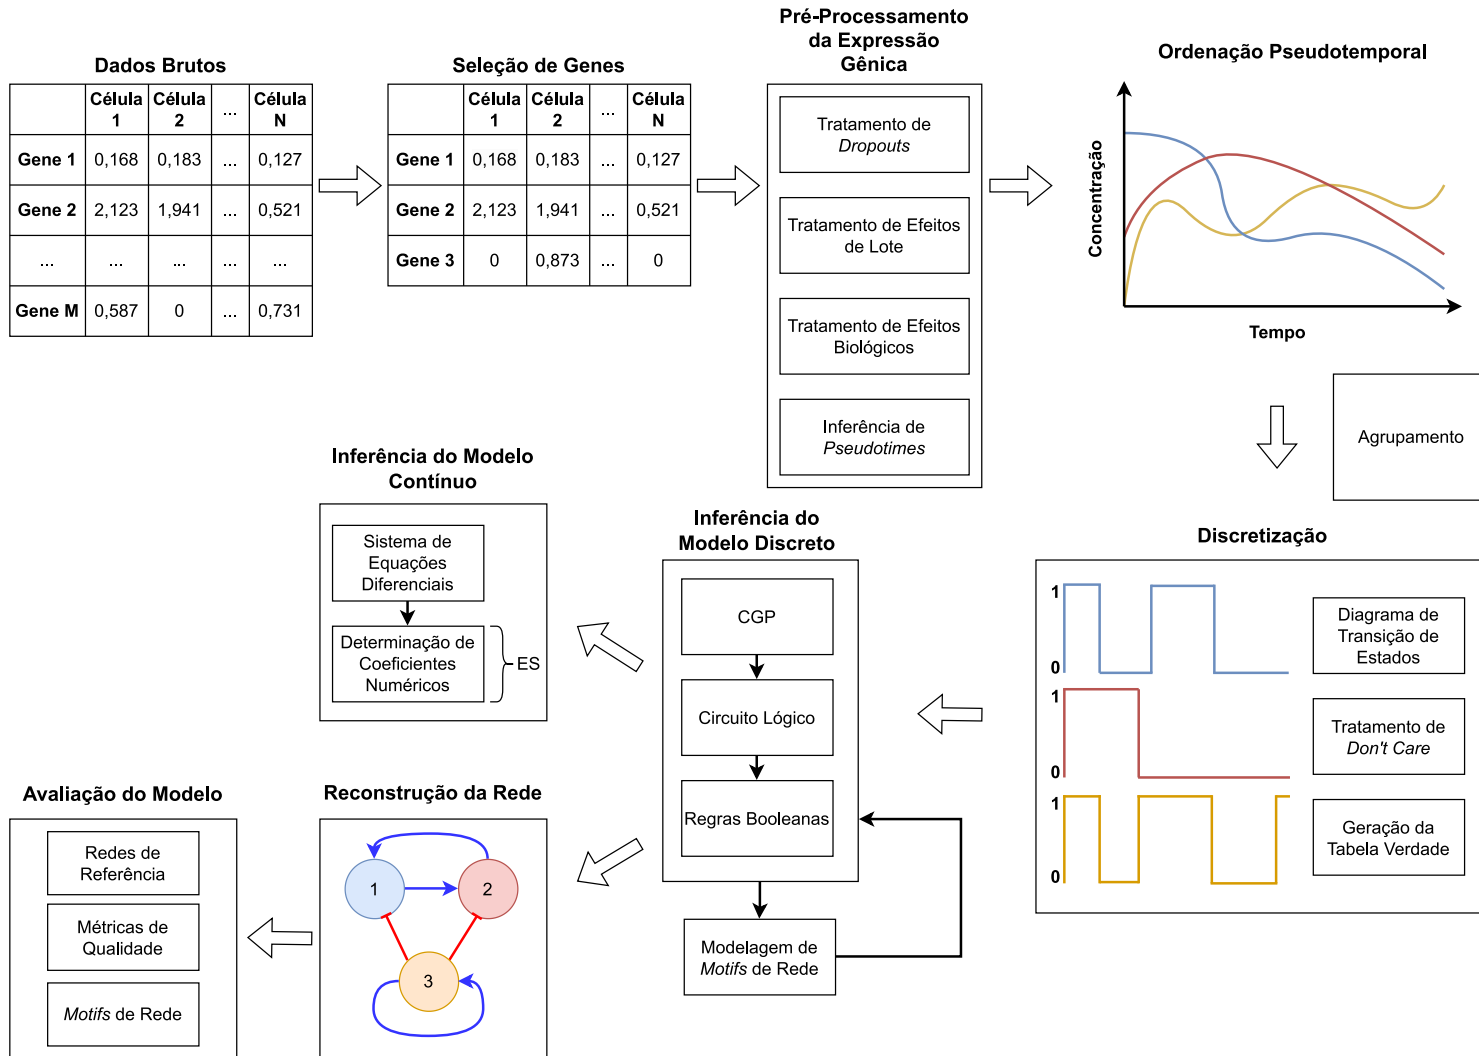 Dados Brutos
Célula 1 Célula 2 ... Célula N
Gene 1 0,168 0,183 ... 0,127
Gene 2 2,123 1,941 ... 0,521
... ... ... ... ...
Gene M 0,587 0 ... 0,731
Seleção de Genes
Célula 1 Célula 2 ... Célula N
Gene 1 0,168 0,183 ... 0,127
Gene 2 2,123 1,941 ... 0,521
Gene 3 0 0,873 ... 0
Pré-Processamento
da Expressão
Gênica
Tratamento de
Dropouts
Tratamento de Efeitos
de Lote
Tratamento de Efeitos
Biológicos
Inferência de
Pseudotimes
Ordenação Pseudotemporal
Concentração
Tempo
Agrupamento
Discretização
1
0
1
0
1
0
Diagrama de
Transição de
Estados
Tratamento de
Don't Care
Geração da
Tabela Verdade
Inferência do
Modelo Discreto
CGP
Circuito Lógico
Regras Booleanas
Modelagem de
Motifs de Rede
Inferência do Modelo
Contínuo
Sistema de
Equações
Diferenciais
Determinação de
Coeficientes
Numéricos
ES
Reconstrução da Rede
1
2
3
Avaliação do Modelo
Redes de
Referência
Métricas de
Qualidade
Motifs de Rede